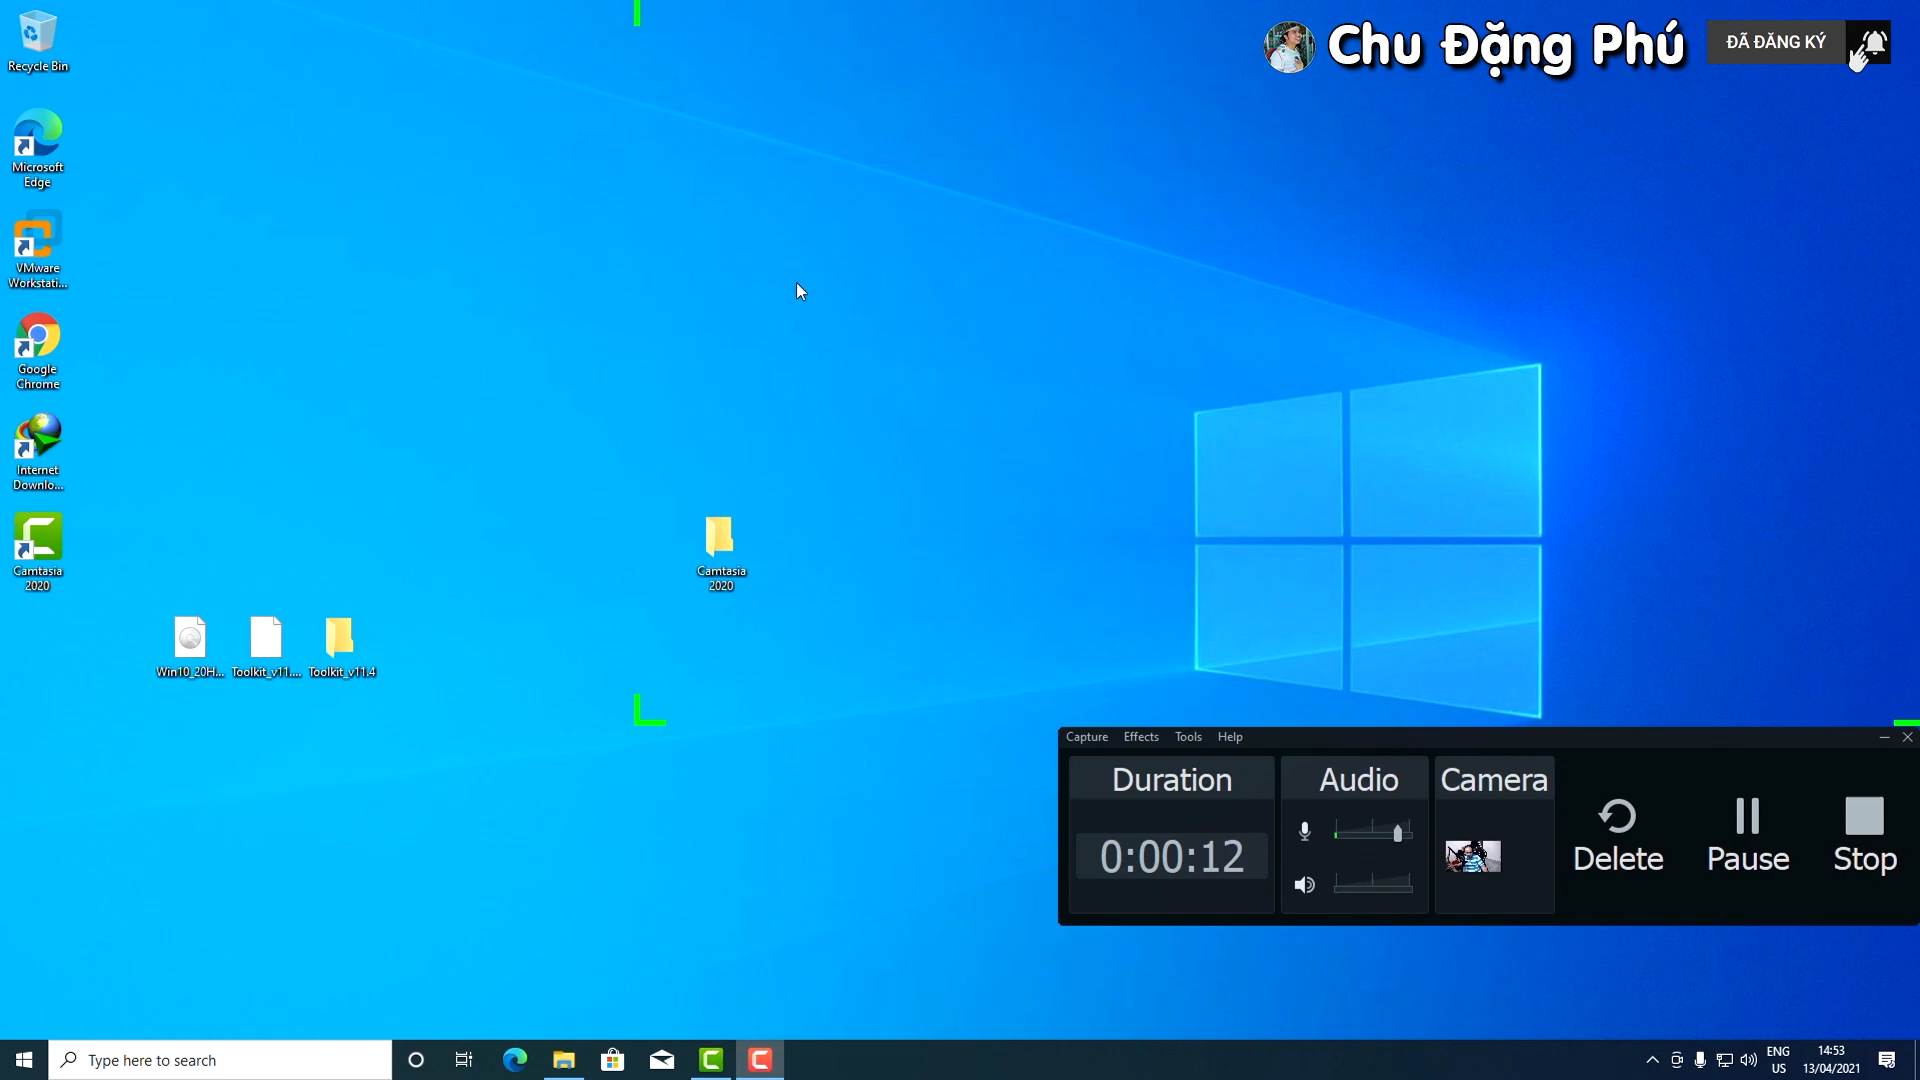 Chu Đặng Phú
ĐÃ ĐĂNG KÝ
Recycle Bin
Microsoft
Edge
VMware
Workstati...
Google
Chrome
Internet
Downlo...
Camtasia
2020
Camtasia
2020
Win10_20H...
Toolkit_v11....
Toolkit_v11.4
Capture Effects Tools Help
Duration Audio Camera
0:00:12
Delete Pause Stop
Type here to search
ENG
US
14:53
13/04/2021